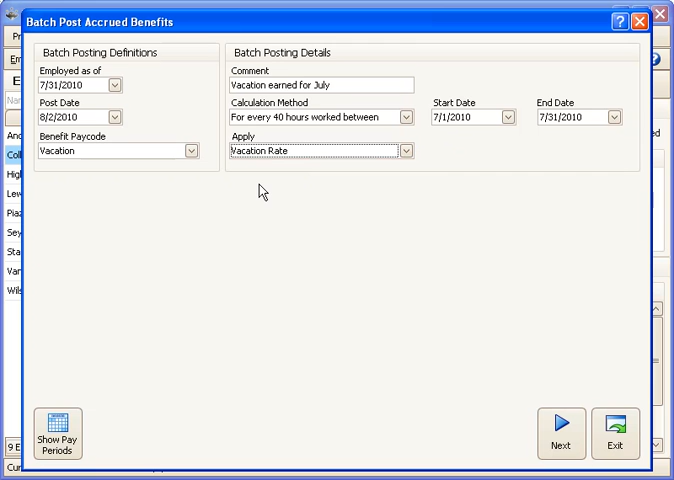 Batch Post Accrued Benefits
?
Batch Posting Definitions
Batch Posting Details
Employed as of
7/31/2010
Post Date
8/2/2010
Benefit Paycode
Vacation
Comment
Vacation earned for July
Calculation Method
Start Date
End Date
For every 40 hours worked between
7/1/2010
7/31/2010
Apply
Vacation Rate
Show Pay
Periods
Next
Exit
9 E